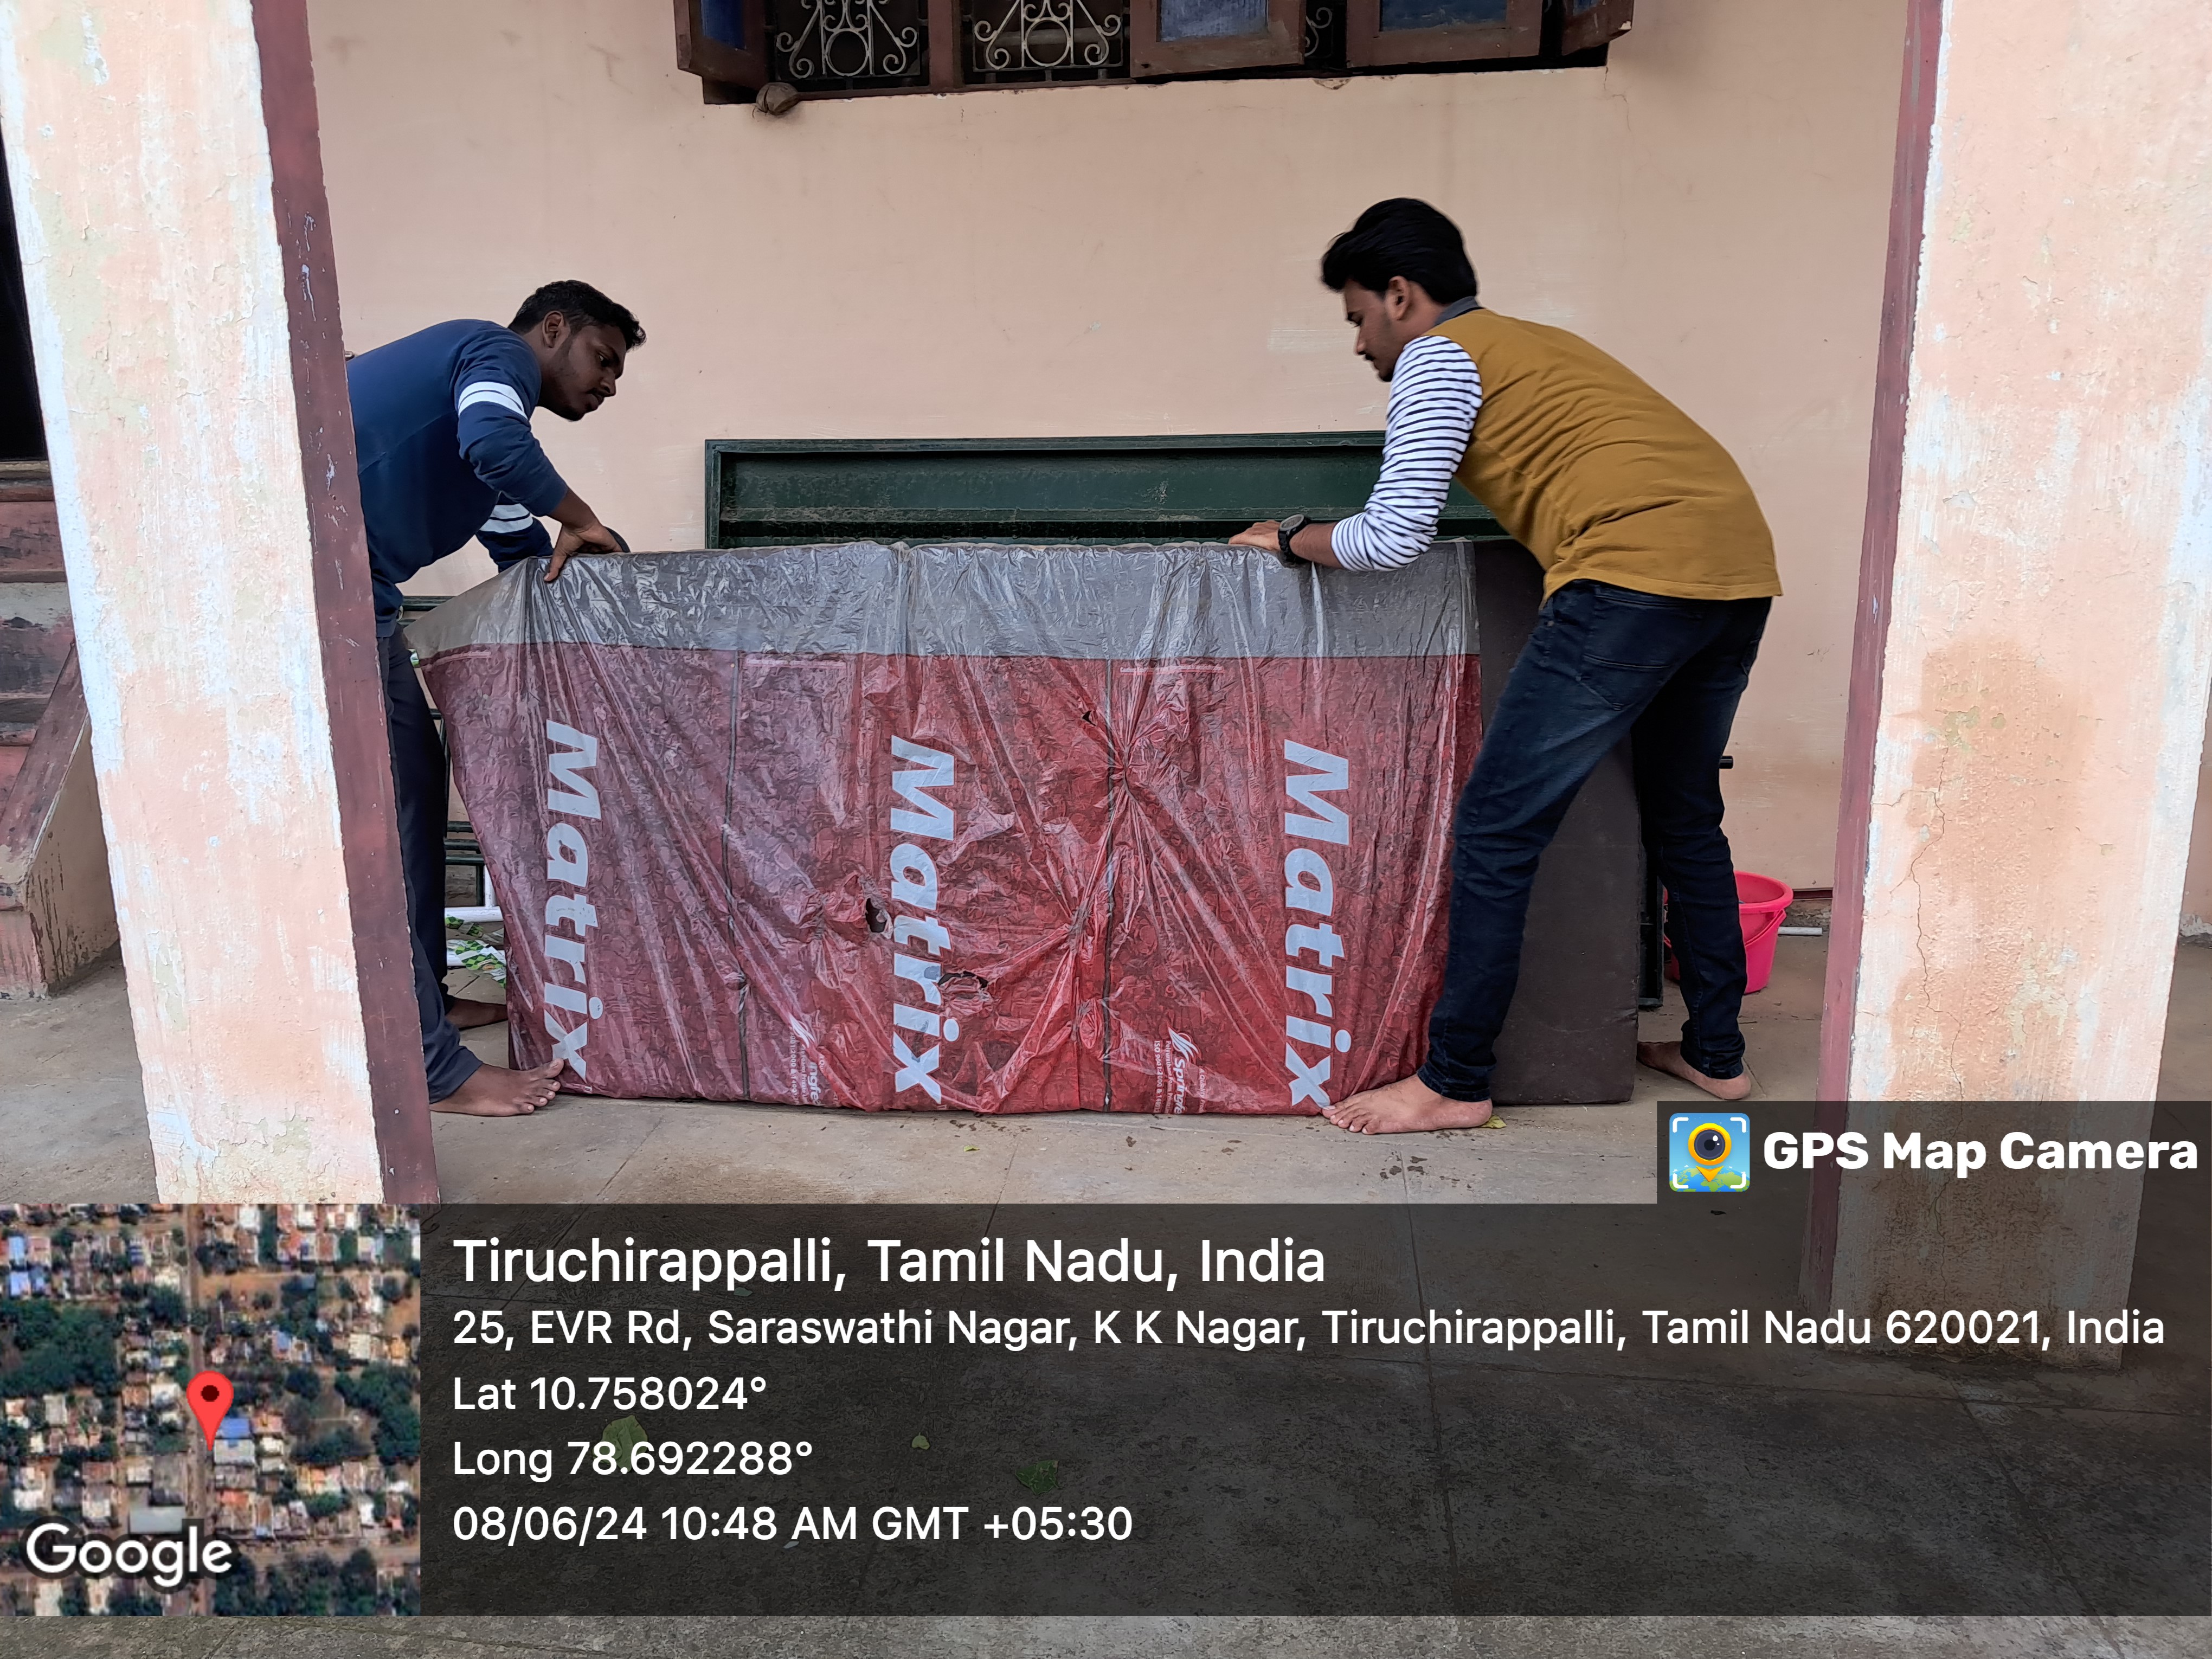 Matrix
Matrix
Matrix
GPS Map Camera
Tiruchirappalli, Tamil Nadu, India
25, EVR Rd, Saraswathi Nagar, K K Nagar, Tiruchirappalli, Tamil Nadu 620021, India
Lat 10.758024°
Long 78.692288°
08/06/24 10:48 AM GMT +05:30
Google